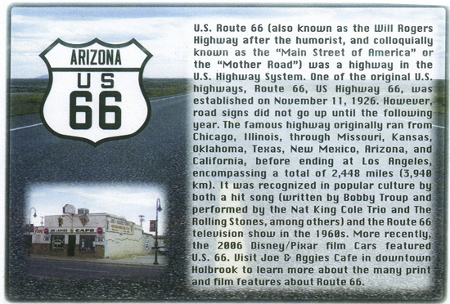 ARIZONA
U S
66
U.S. Route 66 (also known as the Will Rogers
Highway after the humorist, and colloquially
known as the "Main Street of America" or
the "Mother Road") was a highway in the
U.S. Highway System. One of the original U.S.
highways, Route 66, US Highway 66, was
established on November 11, 1926. However,
road signs did not go up until the following
year. The famous highway originally ran from
Chicago, Illinois, through Missouri, Kansas,
Oklahoma, Texas, New Mexico, Arizona, and
California, before ending at Los Angeles,
encompassing a total of 2,448 miles (3,940
km). It was recognized in popular culture by
both a hit song (written by Bobby Troup and
performed by the Nat King Cole Trio and The
Rolling Stones, among others) and the Route 66
television show in the 1960s. More recently,
the 2006 Disney/Pixar film Cars featured
U.S. 66. Visit Joe & Aggies Cafe in downtown
Holbrook to learn more about the many print
and film features about Route 66.
CAFE